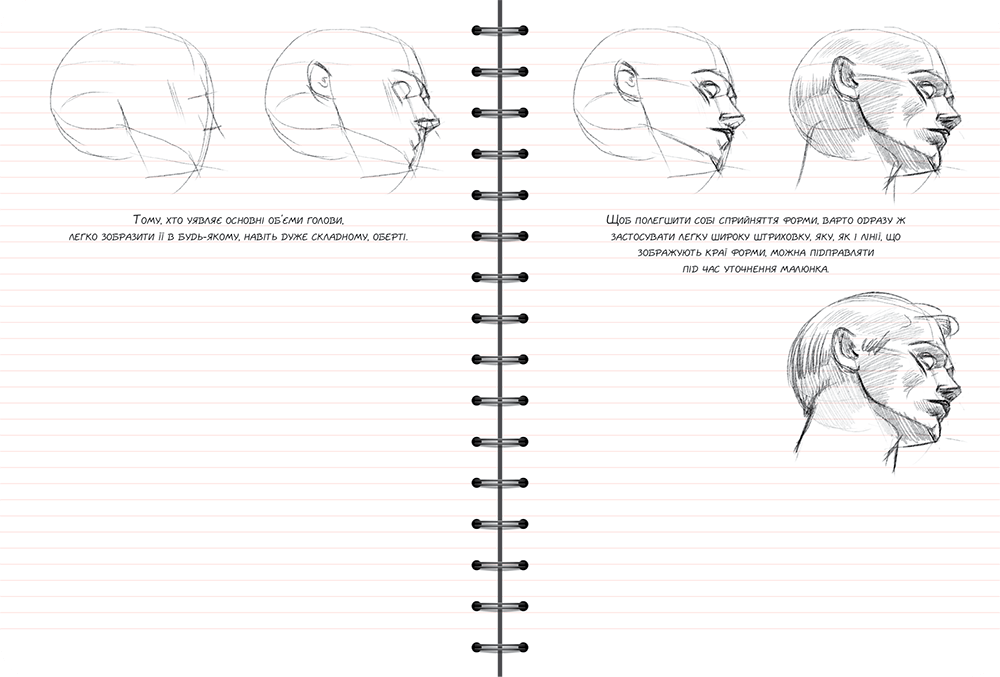 Тому, хто уявляє основні об'єми голови,
легко зобразити її в будь-якому, навіть дуже складному, оберті.
Щоб полегшити собі сприйняття форми, варто одразу ж
застосувати легку широку штриховку, яку, як і лінії, що
зображують краї форми, можна підправляти
під час уточнення малюнка.